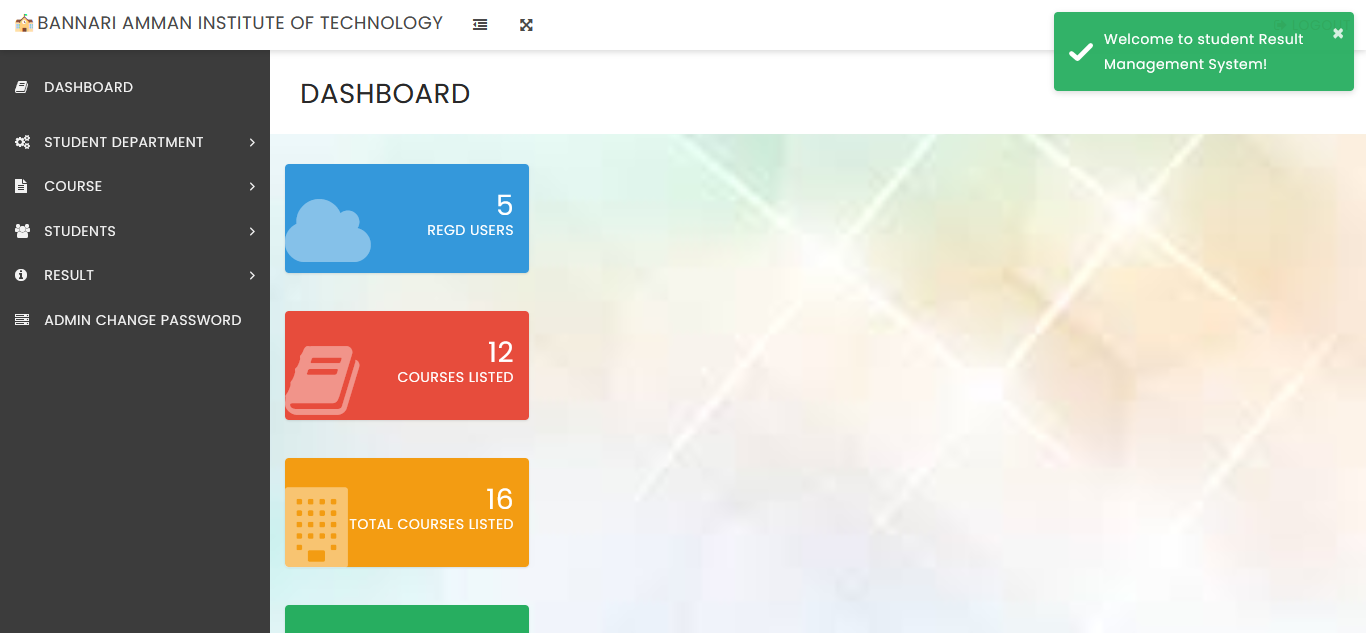 BANNARI AMMAN INSTITUTE OF TECHNOLOGY
Welcome to student Result
Management System!
DASHBOARD
STUDENT DEPARTMENT
COURSE
STUDENTS
RESULT
ADMIN CHANGE PASSWORD
DASHBOARD
5
REGD USERS
12
COURSES LISTED
16
TOTAL COURSES LISTED